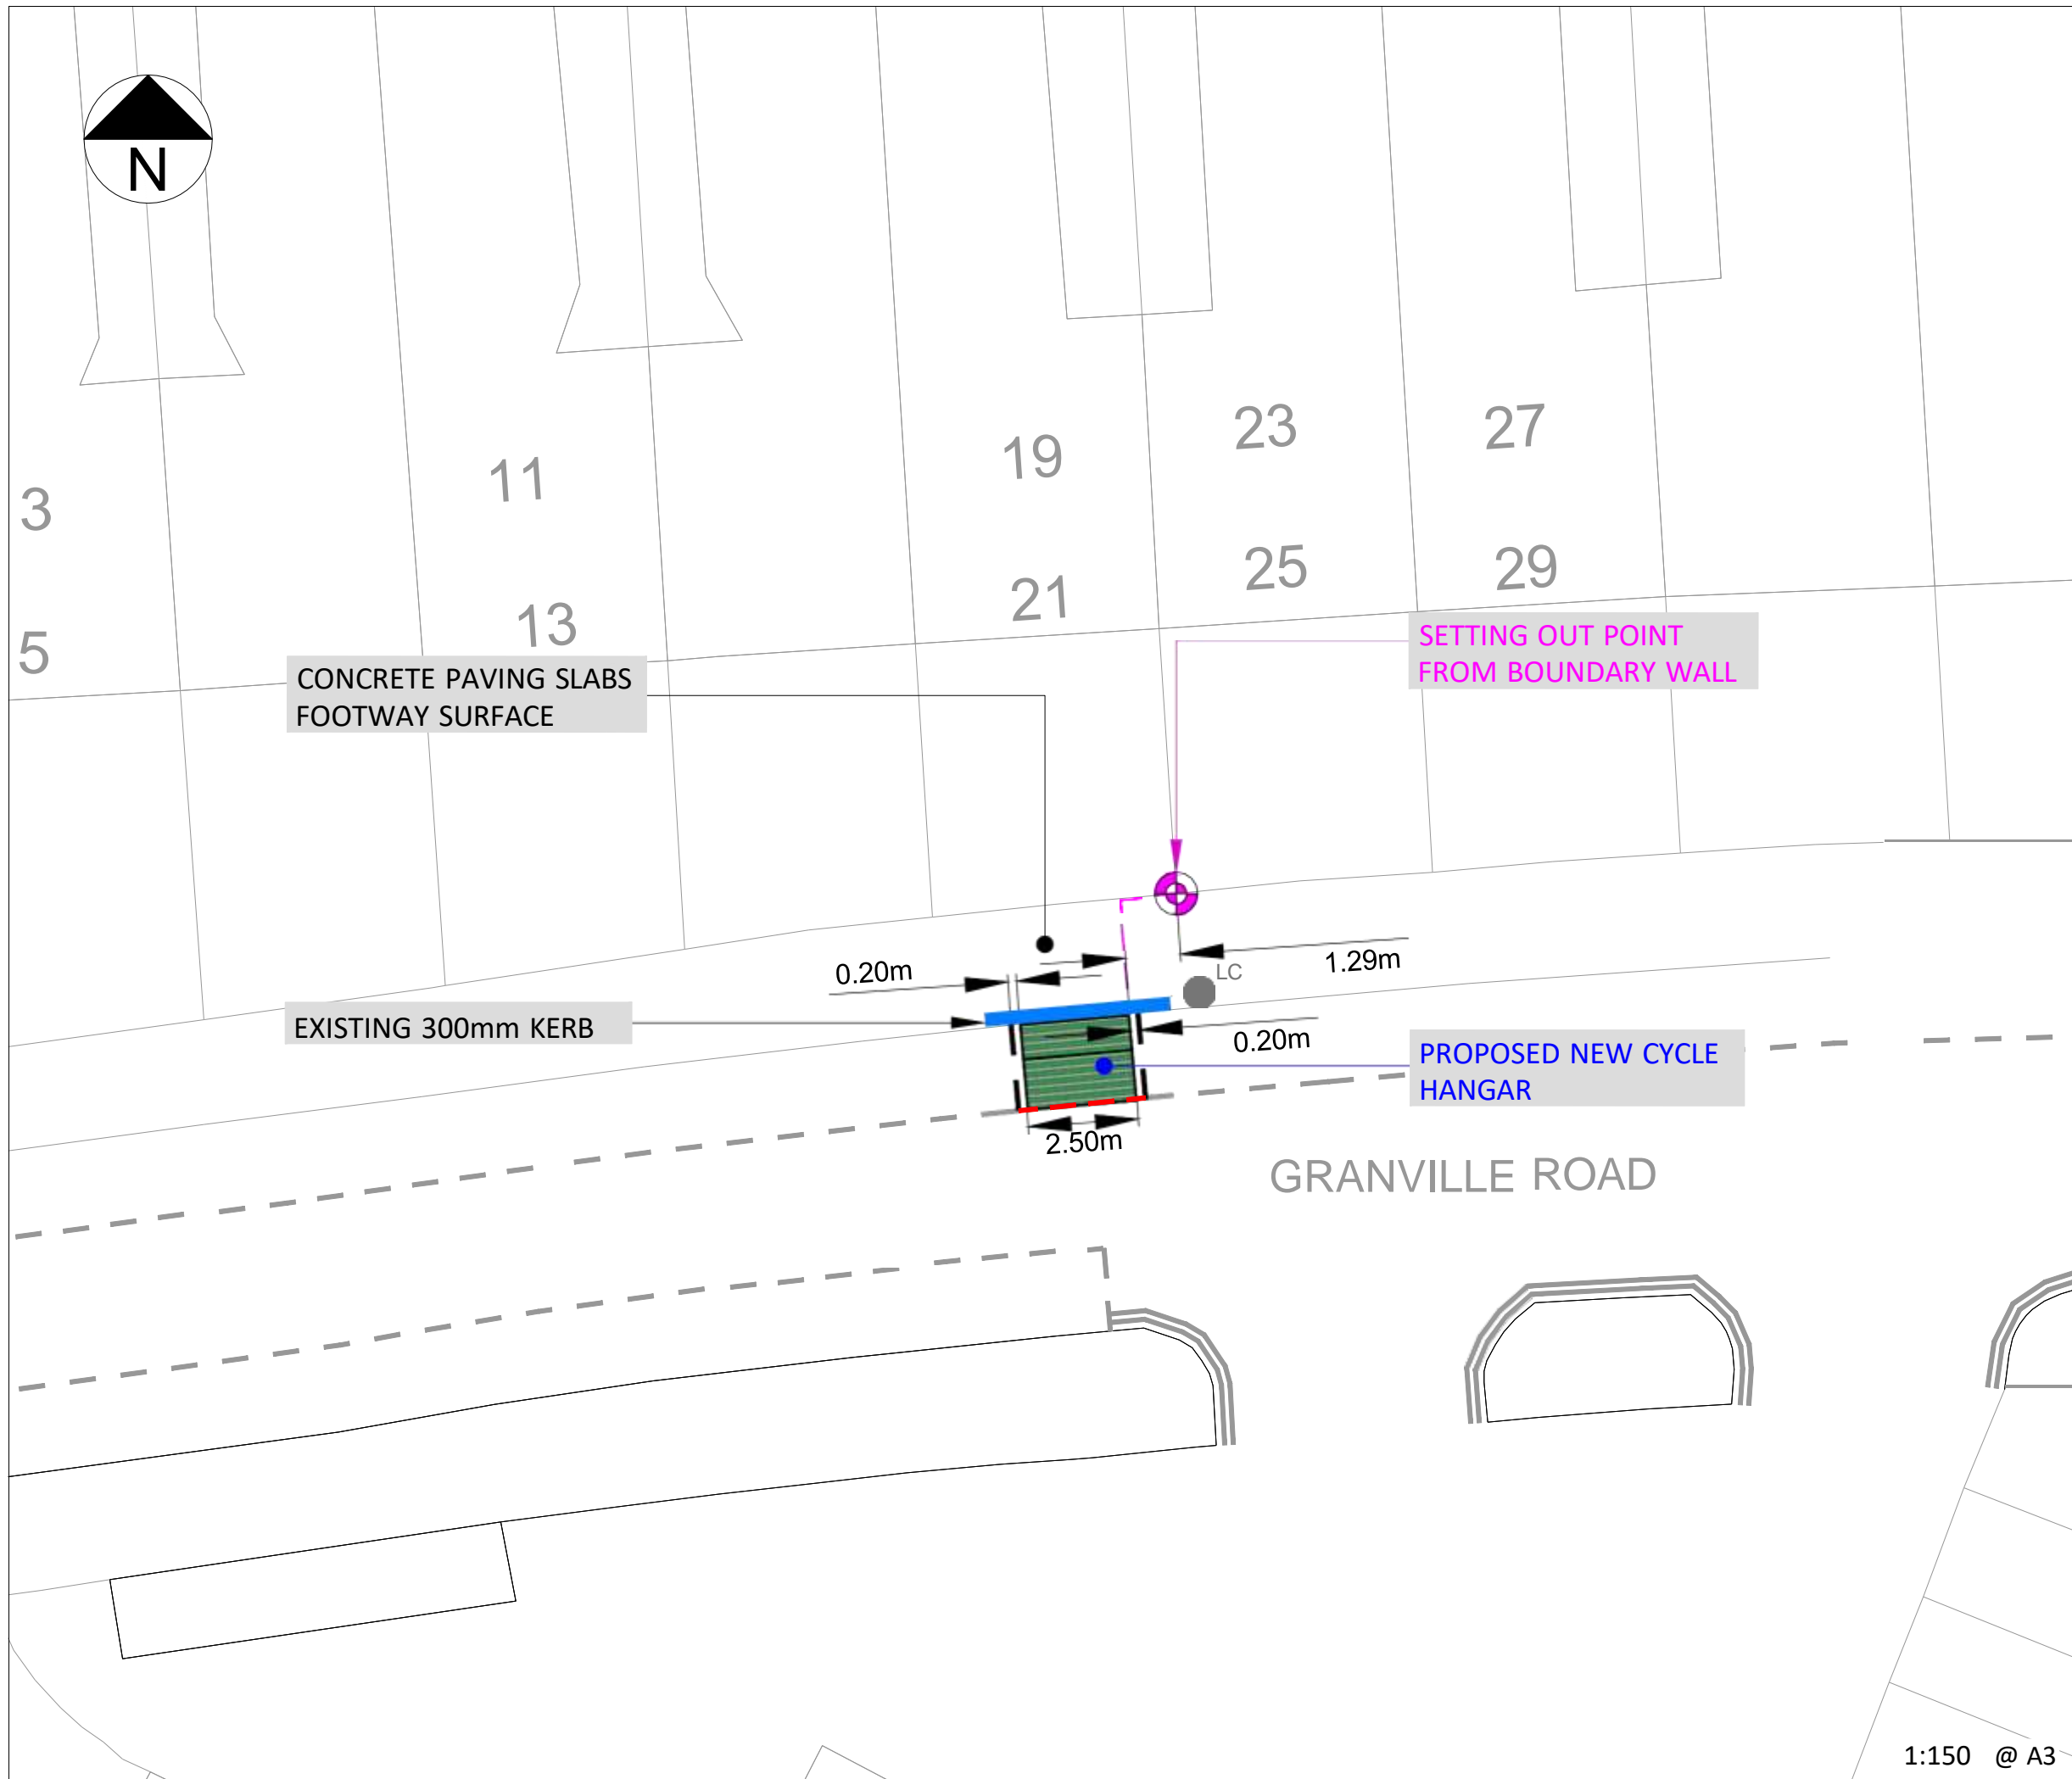 N
3
5
11
13
19
21
23
25
27
29
CONCRETE PAVING SLABS
FOOTWAY SURFACE
SETTING OUT POINT
FROM BOUNDARY WALL
0.20m
1.29m
LC
EXISTING 300mm KERB
0.20m
PROPOSED NEW CYCLE
HANGAR
2.50m
GRANVILLE ROAD
1:150 @ A3